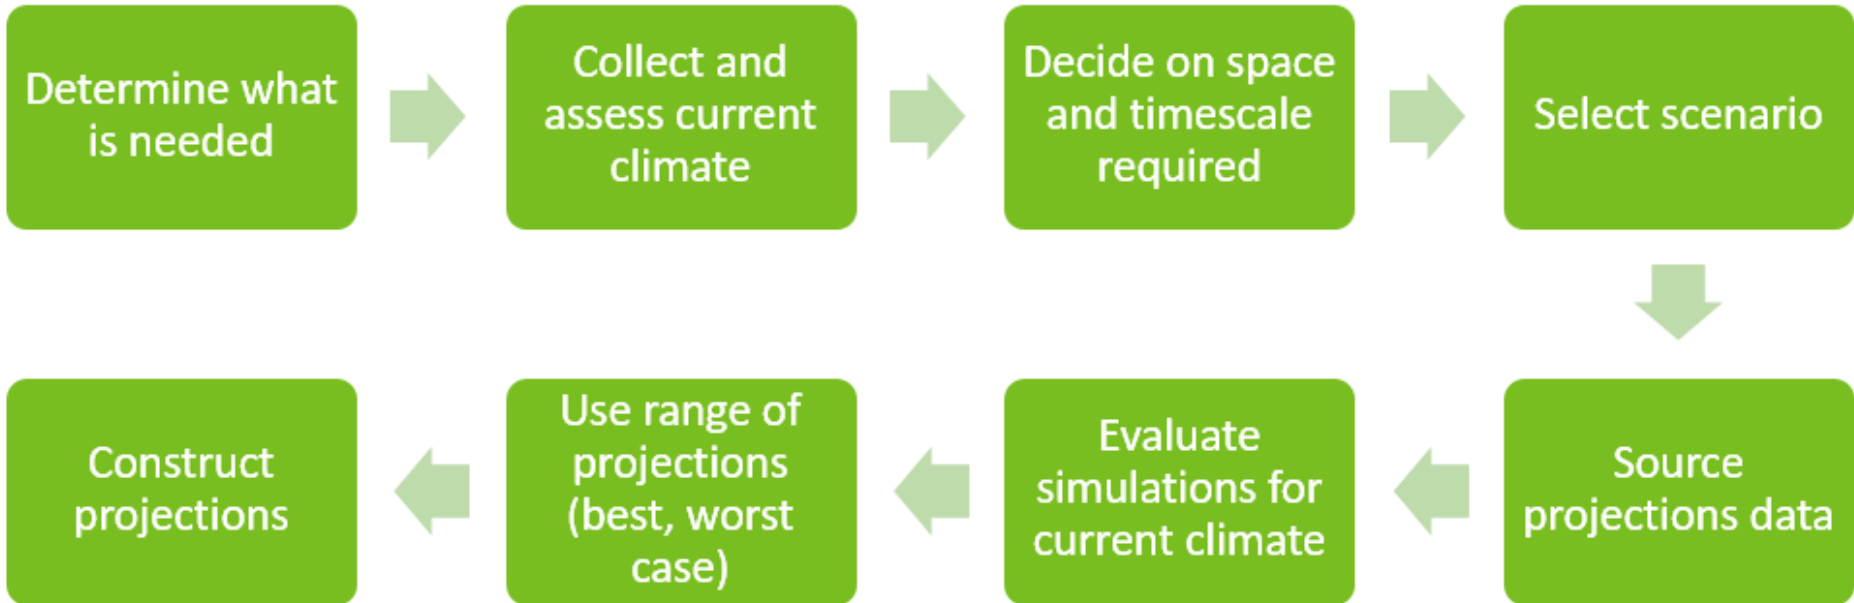 Determine what
is needed
Collect and
assess current
climate
Decide on space
and timescale
required
Select scenario
Source
projections data
Evaluate
simulations for
current climate
Use range of
projections
(best, worst
case)
Construct
projections